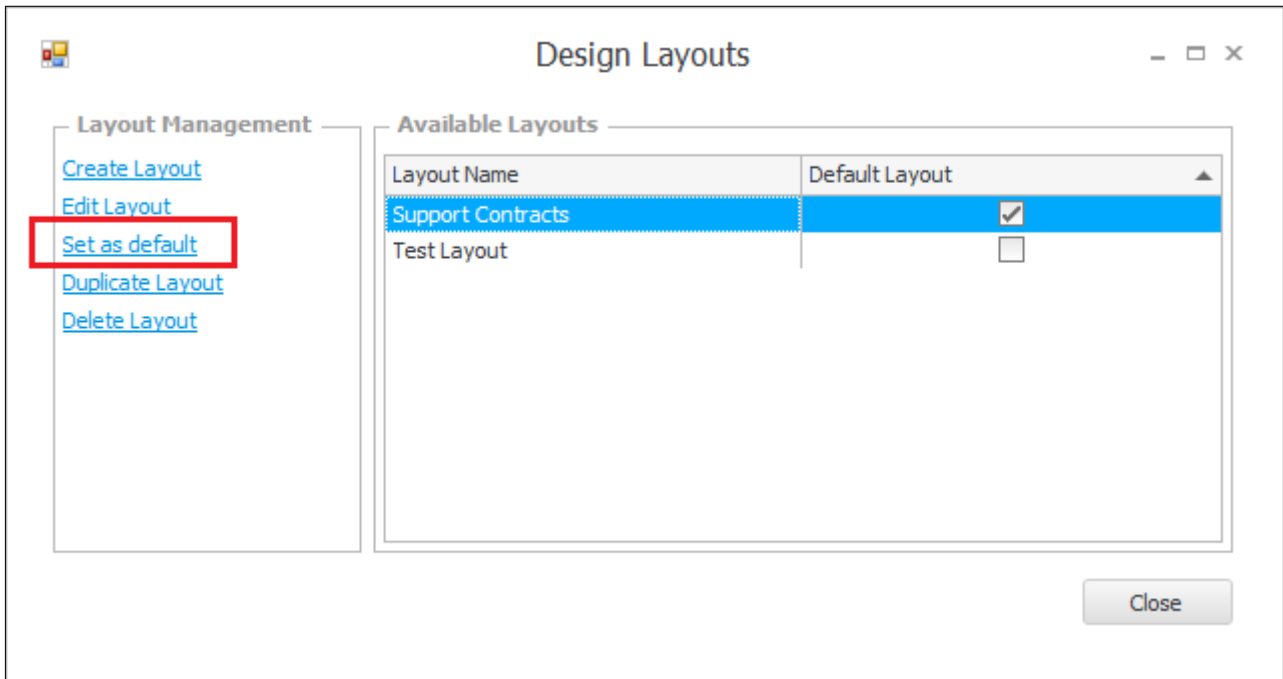 Design Layouts
Layout Management
Create Layout
Edit Layout
Set as default
Duplicate Layout
Delete Layout
Available Layouts
Layout Name Default Layout
Support Contracts
Test Layout
Close